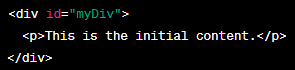 <div id="myDiv">
  <p>This is the initial content.</p>
</div>